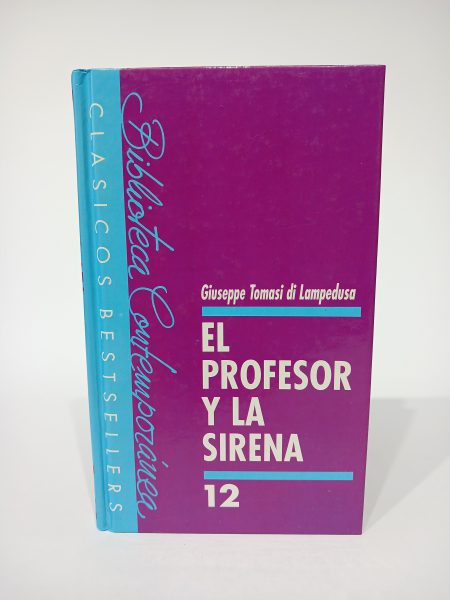 CLASICOS BESTSELLERS
Biblioteca Contemporánea
Giuseppe Tomasi di Lampedusa
EL
PROFESOR
Y LA
SIRENA
12